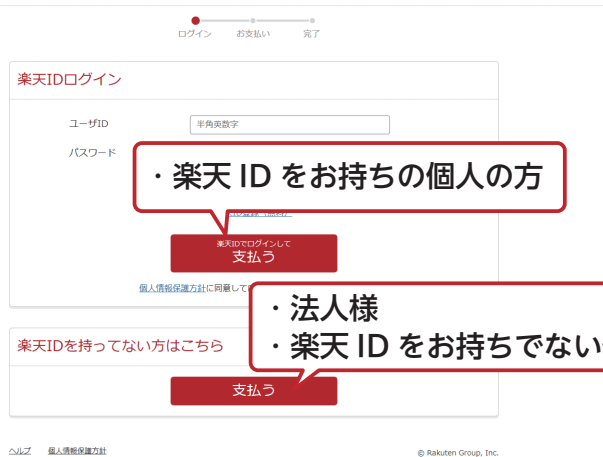 ログイン お支払い 完了
楽天IDログイン
ユーザID 半角英数字
パスワード
・楽天 ID をお持ちの個人の方
楽天IDでログインして
支払う
個人情報保護方針に同意して
・法人様
・楽天 ID をお持ちでない
楽天IDを持ってない方はこちら
支払う
ヘルプ 個人情報保護方針 © Rakuten Group, Inc.